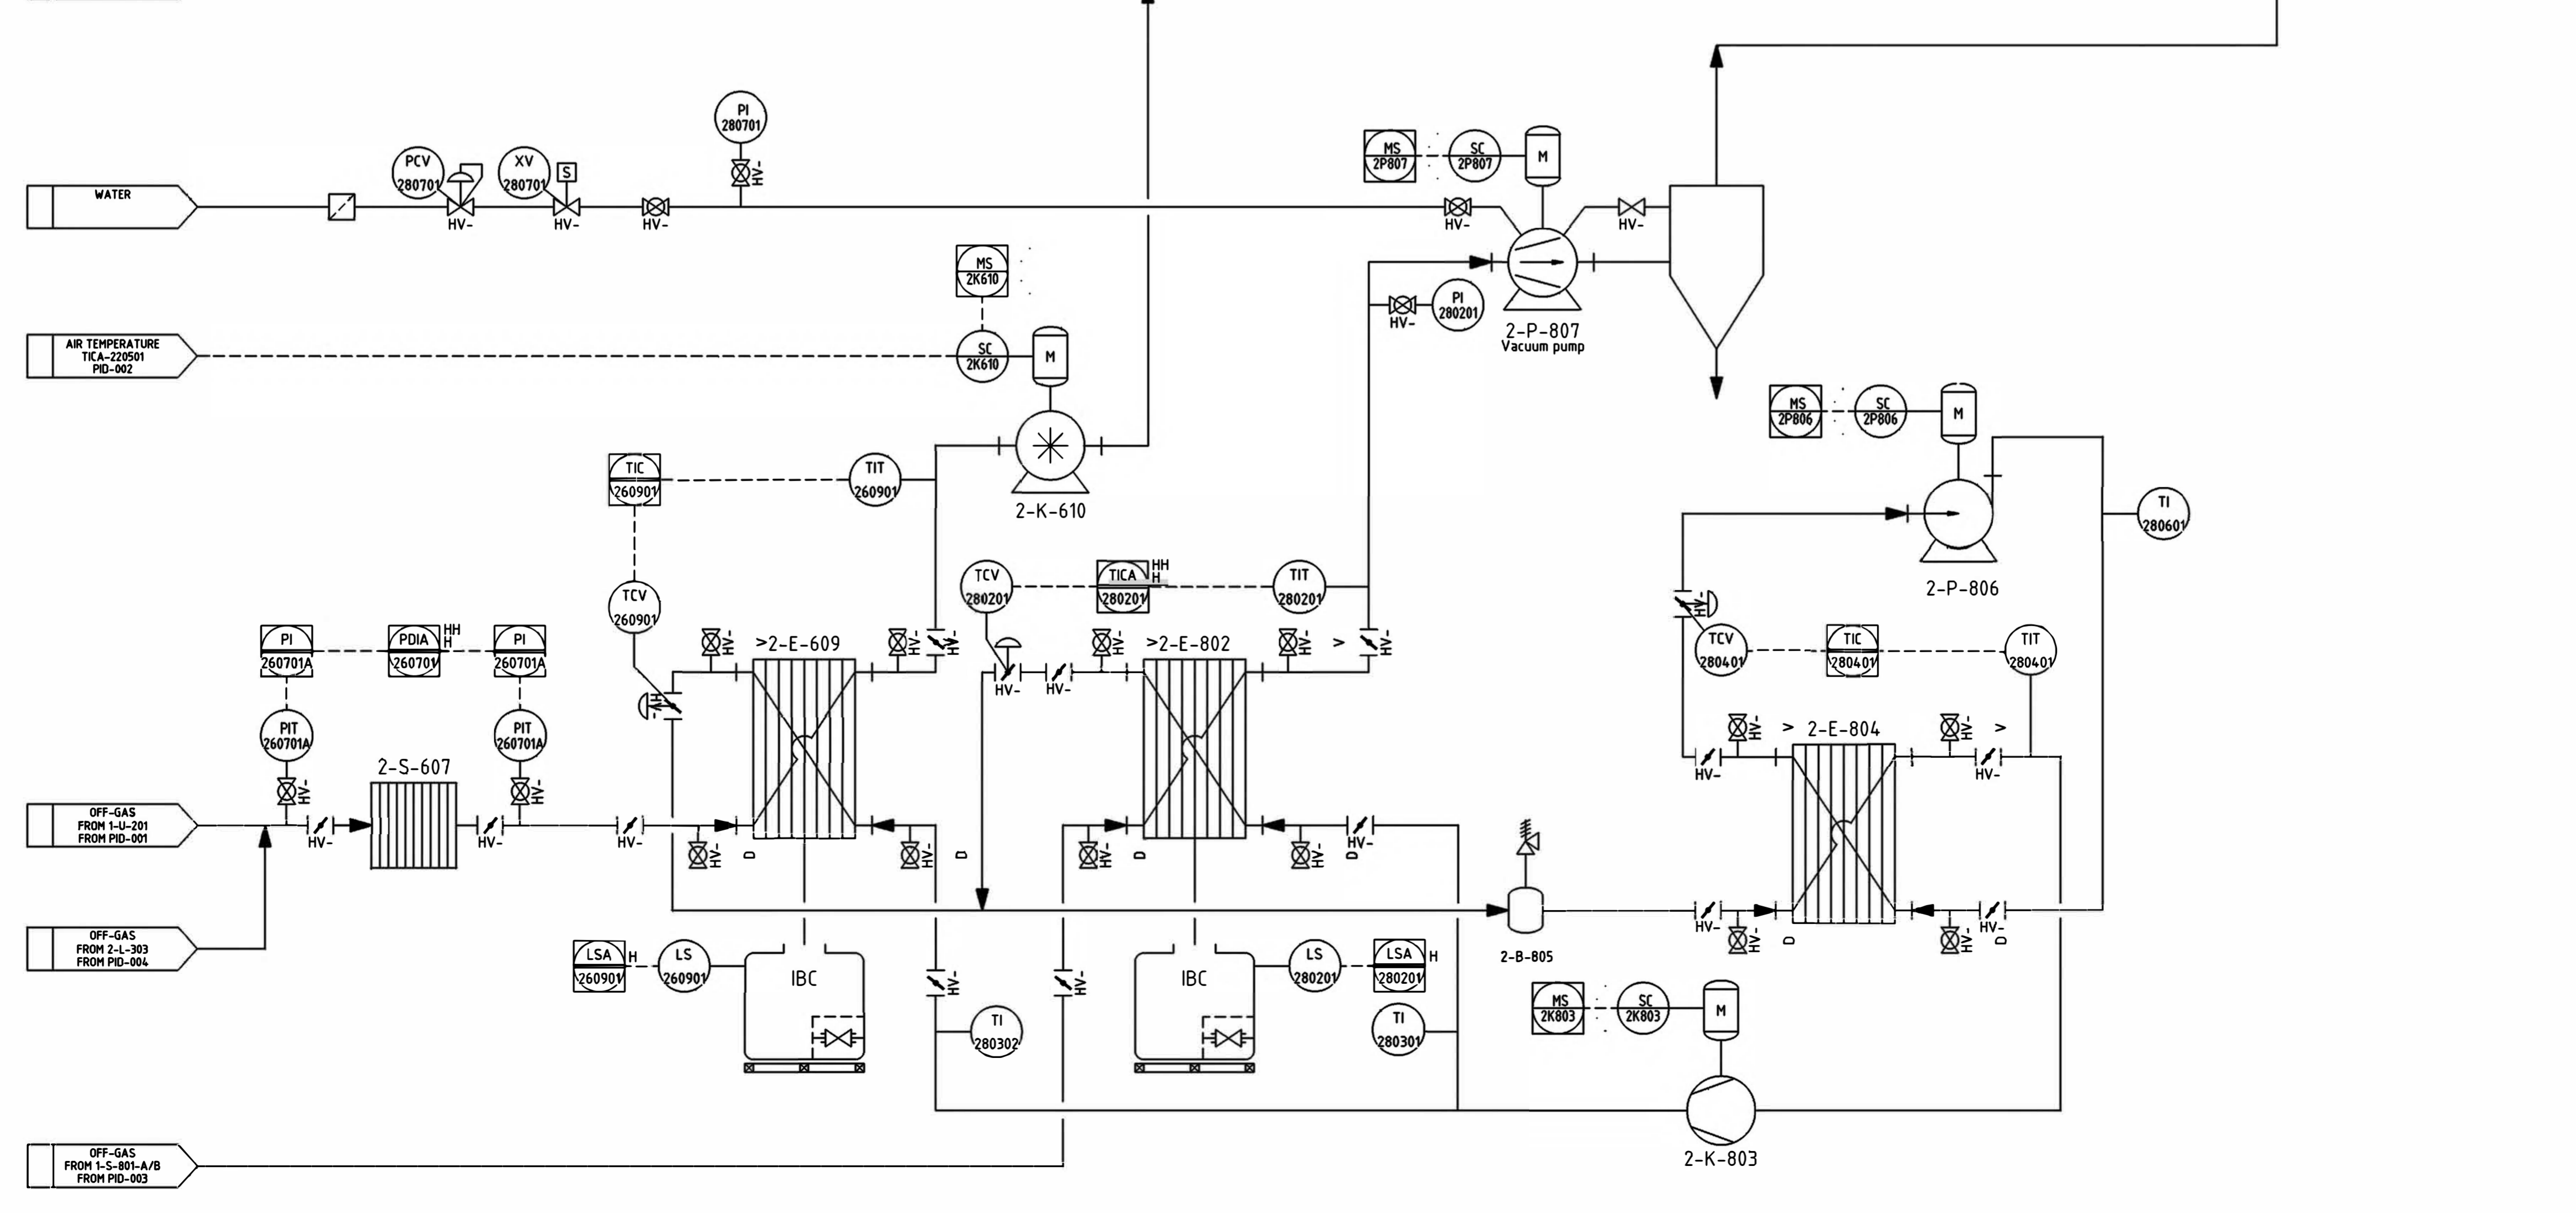 PI
280701
HV-
PCV
280701
HV-
XV
280701
S
HV-
HV-
WATER
MS
2P807
SC
2P807
M
HV-
HV-
2-P-807
Vacuum pump
PI
280201
HV-
MS
2K610
AIR TEMPERATURE
TICA-220501
PID-002
SC
2K610
M
2-K-610
MS
2P806
SC
2P806
M
2-P-806
TI
280601
TIC
260901
TIT
260901
TCV
260901
HV-
TCV
280201
TICA
280201
HH
H
TIT
280201
HV-
TCV
280401
TIC
280401
TIT
280401
PI
260701A
PDIA
260701
HH
H
PI
260701A
PIT
260701A
PIT
260701A
HV-
HV-
2-S-607
HV-
>2-E-609
HV-
HV-
HV-
HV-
HV-
>2-E-802
HV-
>
HV-
HV-
>
2-E-804
HV-
>
HV-
HV-
OFF-GAS
FROM 1-U-201
FROM PID-001
HV-
HV-
HV-
HV-
D
HV-
D
HV-
D
HV-
HV-
D
OFF-GAS
FROM 2-L-303
FROM PID-004
2-B-805
HV-
HV-
D
HV-
HV-
D
LSA
260901
H
LS
260901
IBC
HV-
TI
280302
HV-
IBC
LS
280201
LSA
280201
H
TI
280301
MS
2K803
SC
2K803
M
2-K-803
OFF-GAS
FROM 1-S-801-A/B
FROM PID-003